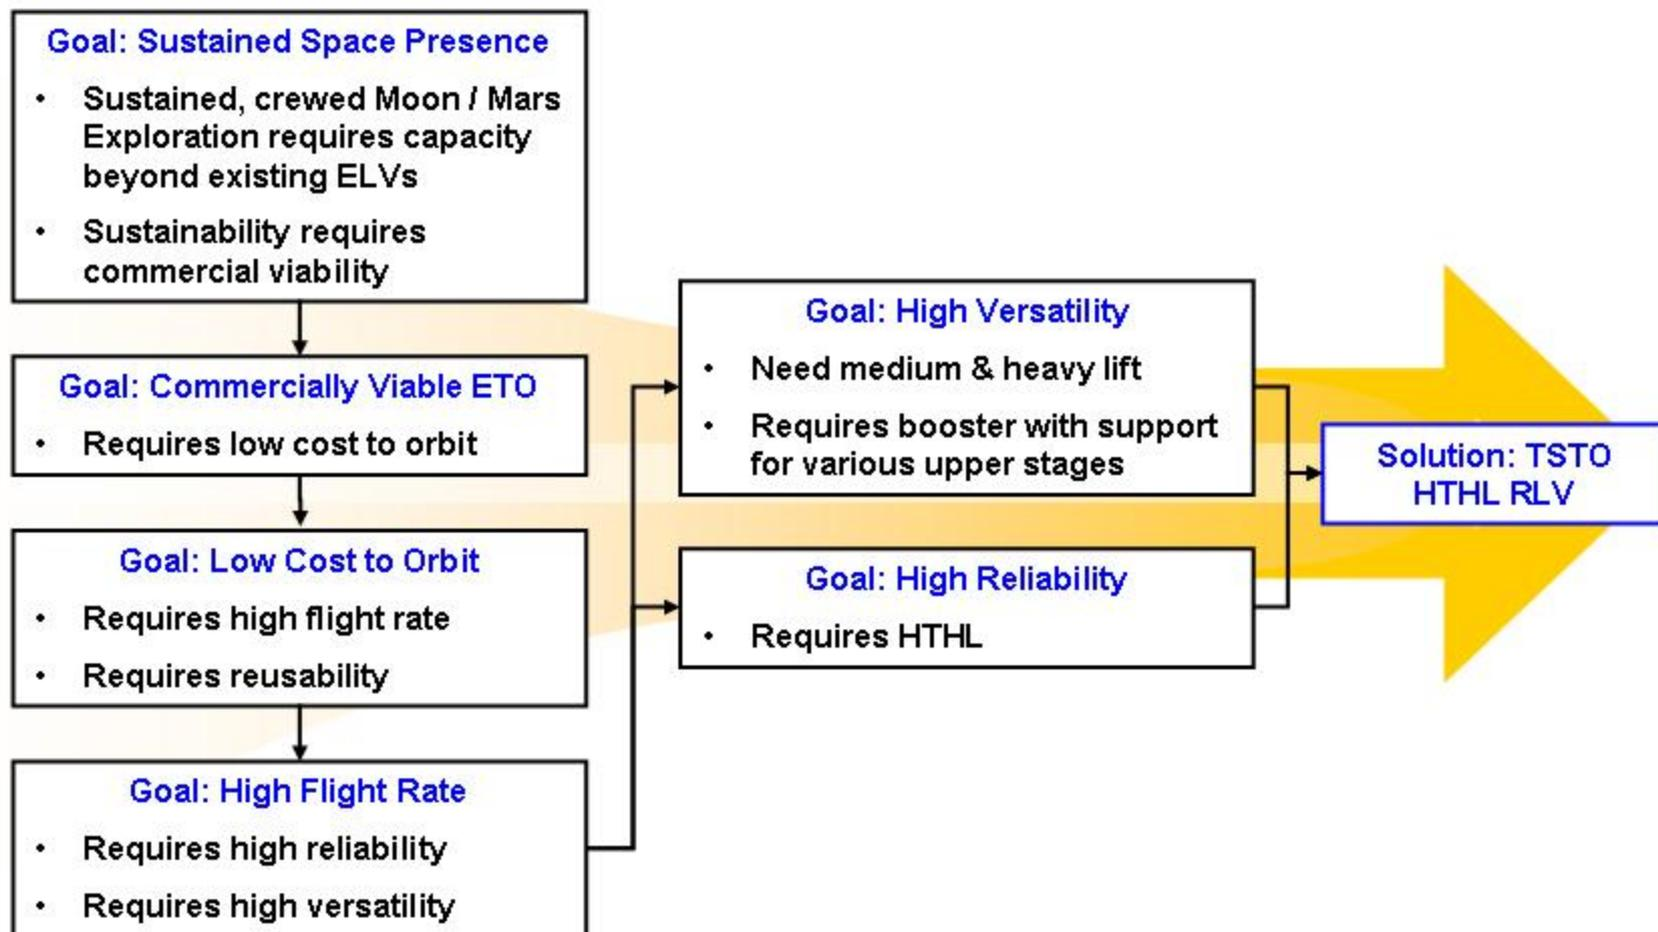 Goal: Sustained Space Presence
• Sustained, crewed Moon / Mars
Exploration requires capacity
beyond existing ELVs
• Sustainability requires
commercial viability
Goal: Commercially Viable ETO
• Requires low cost to orbit
Goal: Low Cost to Orbit
• Requires high flight rate
• Requires reusability
Goal: High Flight Rate
• Requires high reliability
• Requires high versatility
Goal: High Versatility
• Need medium & heavy lift
• Requires booster with support
for various upper stages
Goal: High Reliability
• Requires HTHL
Solution: TSTO
HTHL RLV